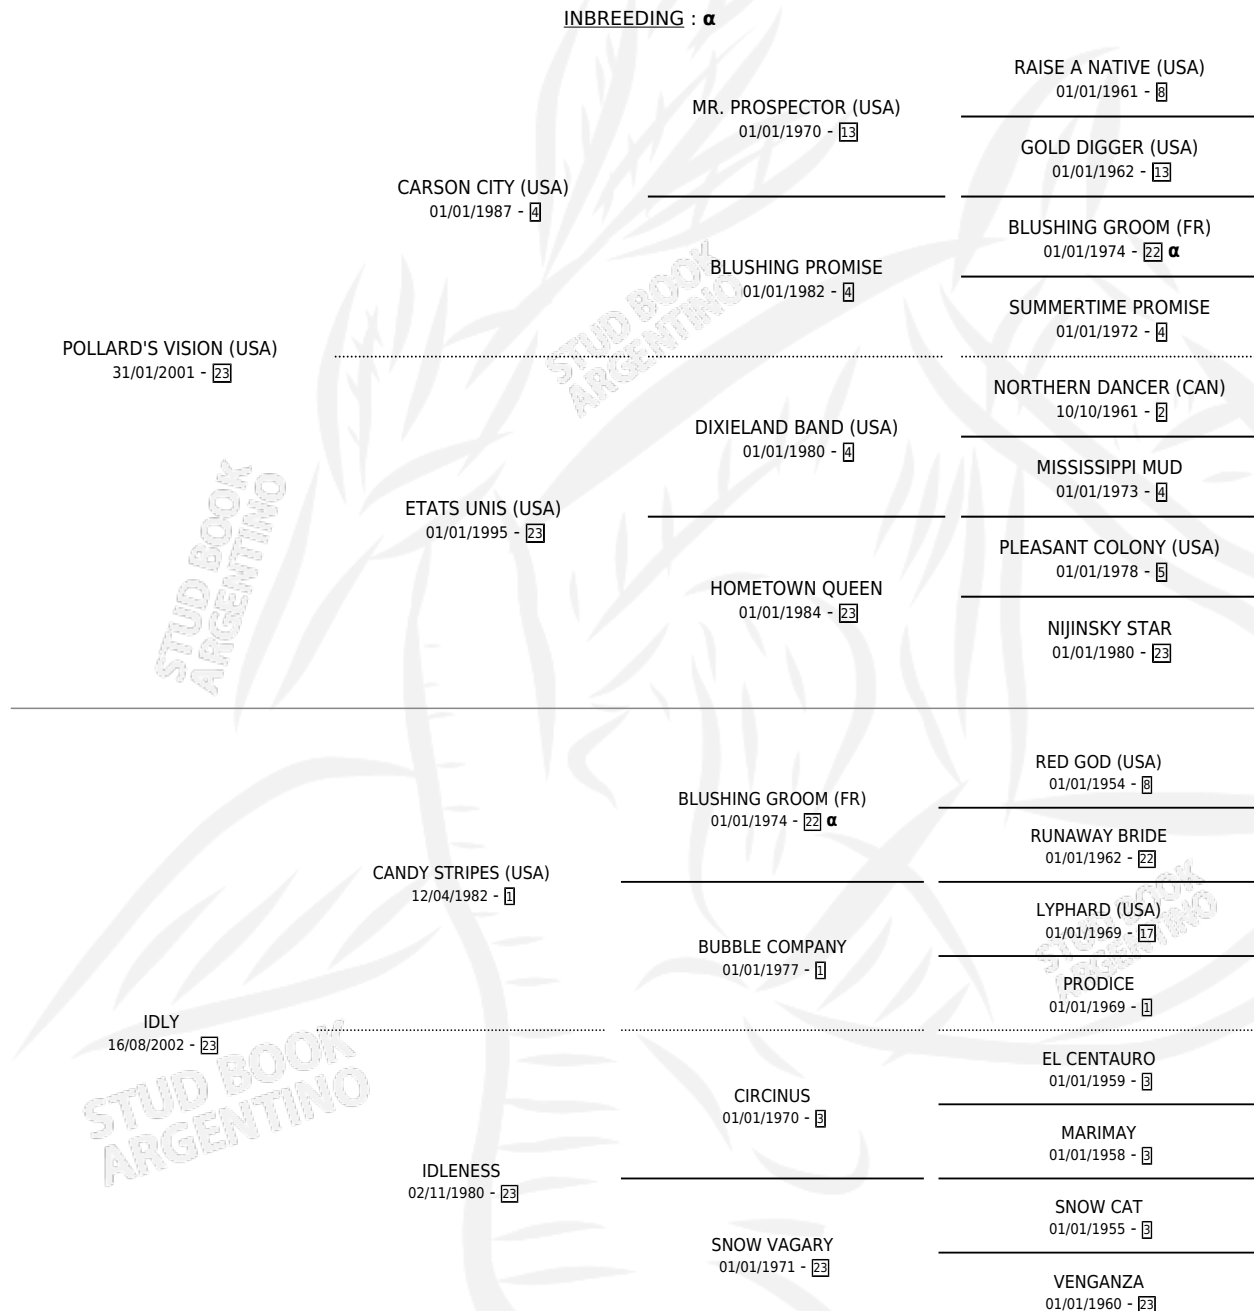 INBREEDING : α
RAISE A NATIVE (USA)
01/01/1961 - 8
MR. PROSPECTOR (USA)
01/01/1970 - 13
GOLD DIGGER (USA)
01/01/1962 - 13
CARSON CITY (USA)
01/01/1987 - 4
BLUSHING GROOM (FR)
01/01/1974 - 22 α
BLUSHING PROMISE
01/01/1982 - 4
SUMMERTIME PROMISE
01/01/1972 - 4
POLLARD'S VISION (USA)
31/01/2001 - 23
NORTHERN DANCER (CAN)
10/10/1961 - 2
DIXIELAND BAND (USA)
01/01/1980 - 4
MISSISSIPPI MUD
01/01/1973 - 4
ETATS UNIS (USA)
01/01/1995 - 23
PLEASANT COLONY (USA)
01/01/1978 - 5
HOMETOWN QUEEN
01/01/1984 - 23
NIJINSKY STAR
01/01/1980 - 23
RED GOD (USA)
01/01/1954 - 8
BLUSHING GROOM (FR)
01/01/1974 - 22 α
RUNAWAY BRIDE
01/01/1962 - 22
CANDY STRIPES (USA)
12/04/1982 - 1
LYPHARD (USA)
01/01/1969 - 17
BUBBLE COMPANY
01/01/1977 - 1
PRODICE
01/01/1969 - 1
IDLY
16/08/2002 - 23
EL CENTAURO
01/01/1959 - 3
CIRCINUS
01/01/1970 - 3
MARIMAY
01/01/1958 - 3
IDLENESS
02/11/1980 - 23
SNOW CAT
01/01/1955 - 3
SNOW VAGARY
01/01/1971 - 23
VENGANZA
01/01/1960 - 23
STUD BOOK
ARGENTINO
STUD BOOK
ARGENTINO
STUD BOOK
ARGENTINO
STUD BOOK
ARGENTINO